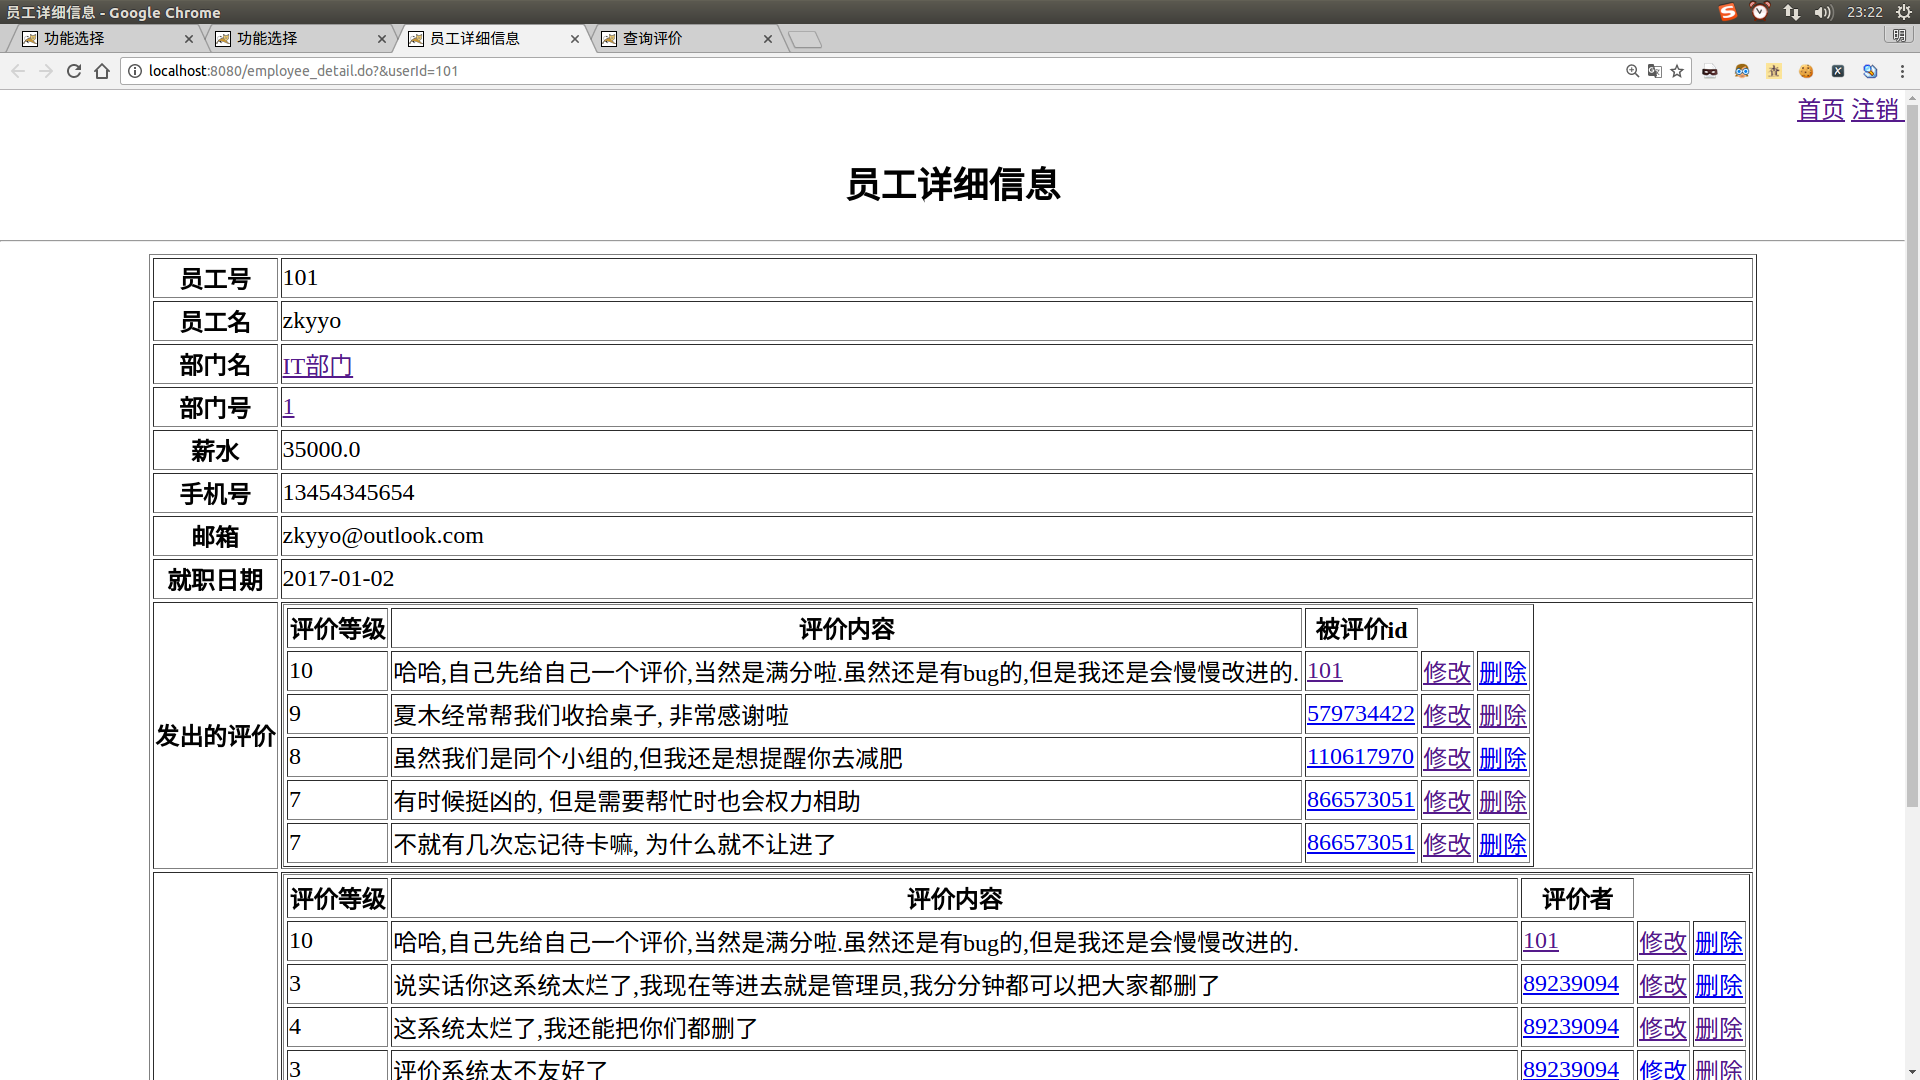 员工详细信息 - Google Chrome
23:22
功能选择
功能选择
员工详细信息
查询评价
明
localhost:8080/employee_detail.do?&userId=101
首页 注销
员工详细信息
员工号 101
员工名 zkyyo
部门名 IT部门
部门号 1
薪水 35000.0
手机号 13454345654
邮箱 zkyyo@outlook.com
就职日期 2017-01-02
发出的评价
评价等级 评价内容 被评价id
10 哈哈,自己先给自己一个评价,当然是满分啦.虽然还是有bug的,但是我还是会慢慢改进的. 101 修改 删除
9 夏木经常帮我们收拾桌子, 非常感谢啦 579734422 修改 删除
8 虽然我们是同个小组的,但我还是想提醒你去减肥 110617970 修改 删除
7 有时候挺凶的, 但是需要帮忙时也会权力相助 866573051 修改 删除
7 不就有几次忘记待卡嘛, 为什么就不让进了 866573051 修改 删除
评价等级 评价内容 评价者
10 哈哈,自己先给自己一个评价,当然是满分啦.虽然还是有bug的,但是我还是会慢慢改进的. 101 修改 删除
3 说实话你这系统太烂了,我现在等进去就是管理员,我分分钟都可以把大家都删了 89239094 修改 删除
4 这系统太烂了,我还能把你们都删了 89239094 修改 删除
3 评价系统太不友好了 89239094 修改 删除